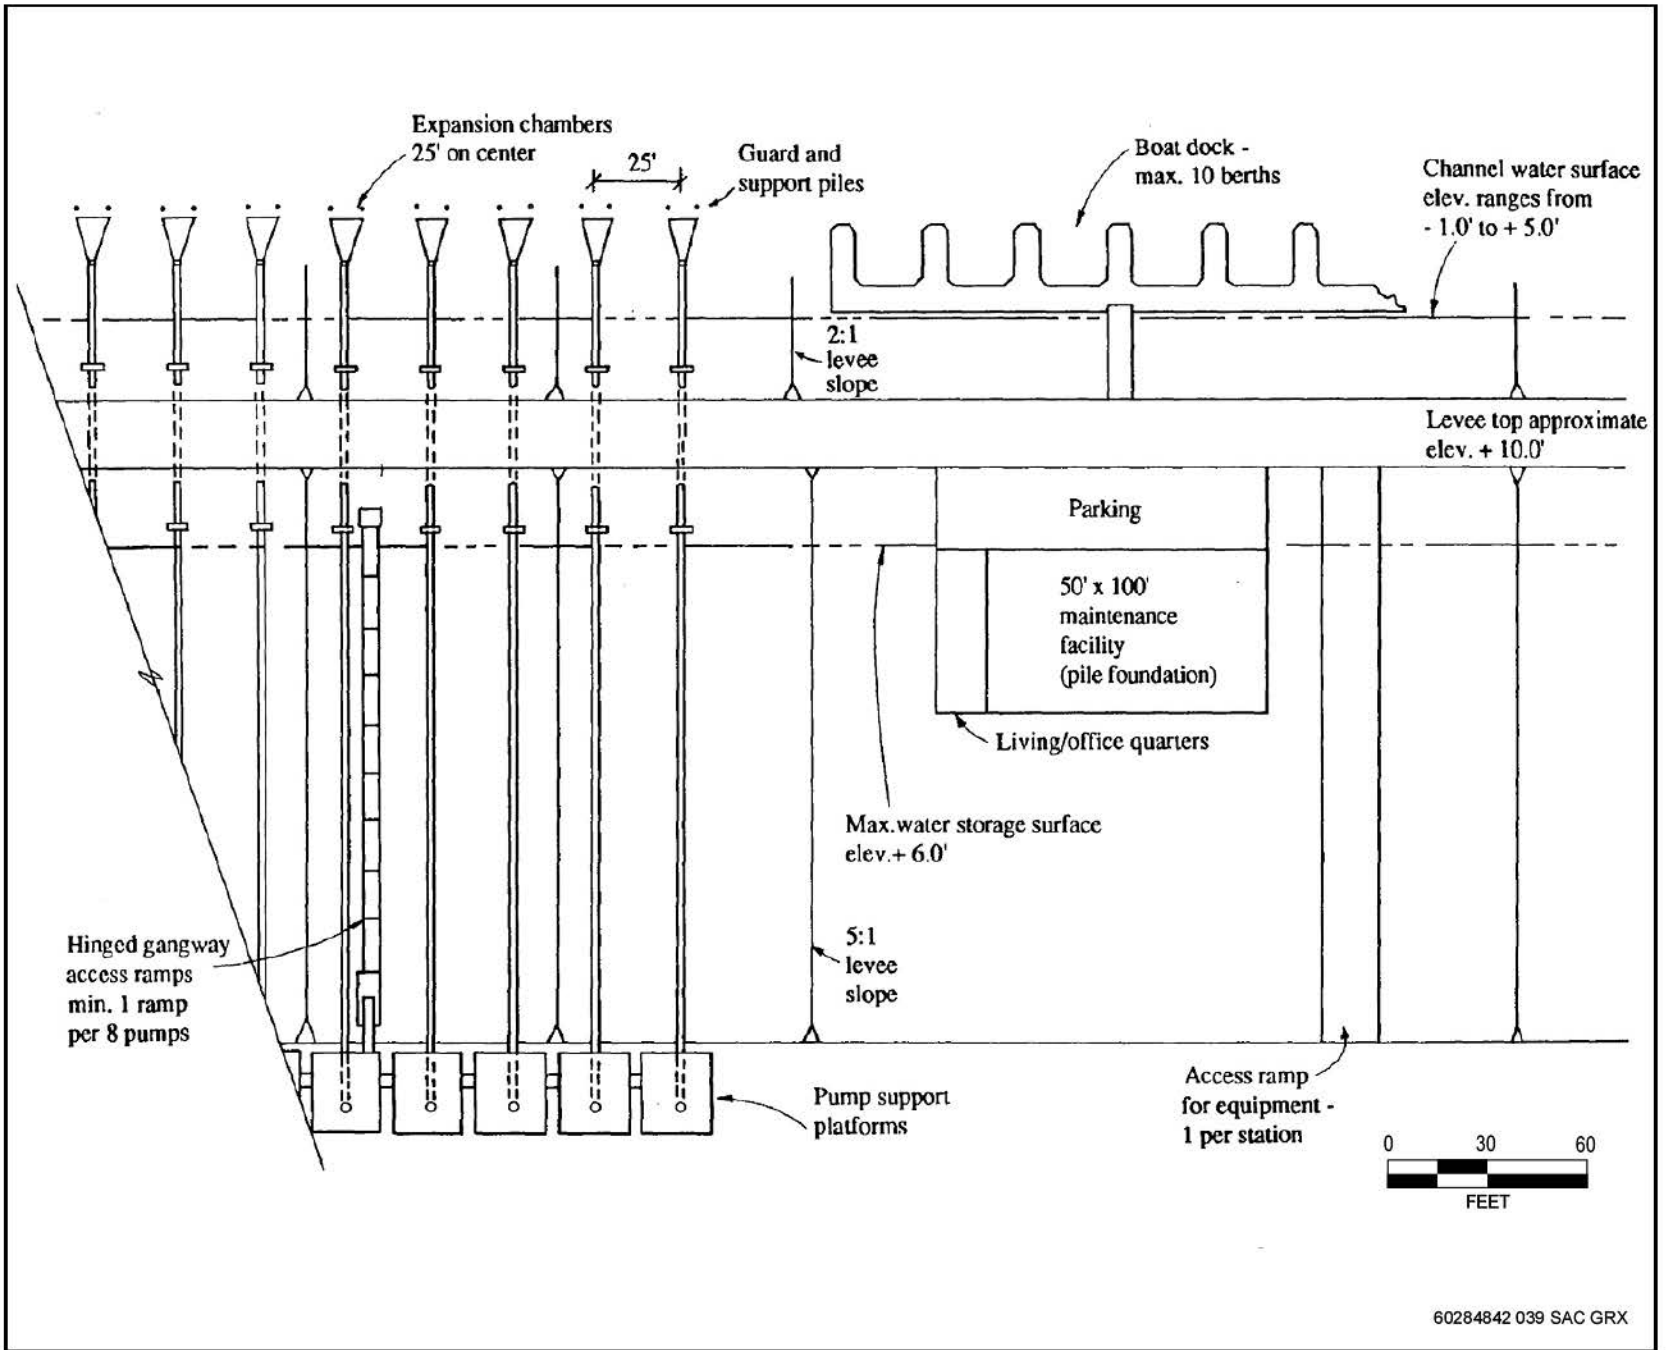 Expansion chambers
25' on center
25'
Guard and
support piles
Boat dock -
max. 10 berths
Channel water surface
elev. ranges from
- 1.0' to + 5.0'
2:1
levee
slope
Levee top approximate
elev. + 10.0'
Parking
50' x 100'
maintenance
facility
(pile foundation)
Living/office quarters
Max.water storage surface
elev.+ 6.0'
Hinged gangway
access ramps
min. 1 ramp
per 8 pumps
5:1
levee
slope
Pump support
platforms
Access ramp
for equipment -
1 per station
0 30 60
FEET
60284842 039 SAC GRX